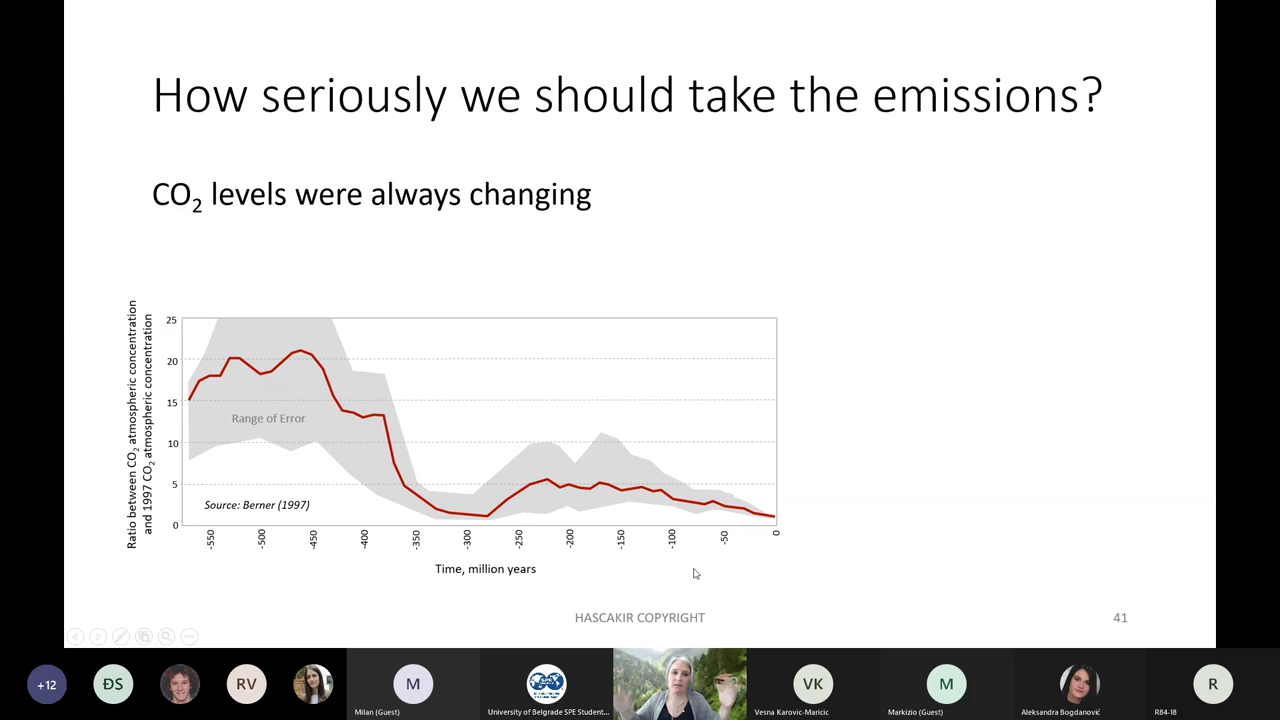 How seriously we should take the emissions?
CO₂ levels were always changing
Ratio between CO₂ atmospheric concentration
and 1997 CO₂ atmospheric concentration
25
20
15
10
5
0
Range of Error
Source: Berner (1997)
-550
-500
-450
-400
-350
-300
-250
-200
-150
-100
-50
0
Time, million years
HASCAKIR COPYRIGHT
41
+12
ĐS
RV
M
Milan (Guest)
University of Belgrade SPE Student...
VK
Vesna Karovic-Maricic
M
Markizio (Guest)
Aleksandra Bogdanović
R
R84-18